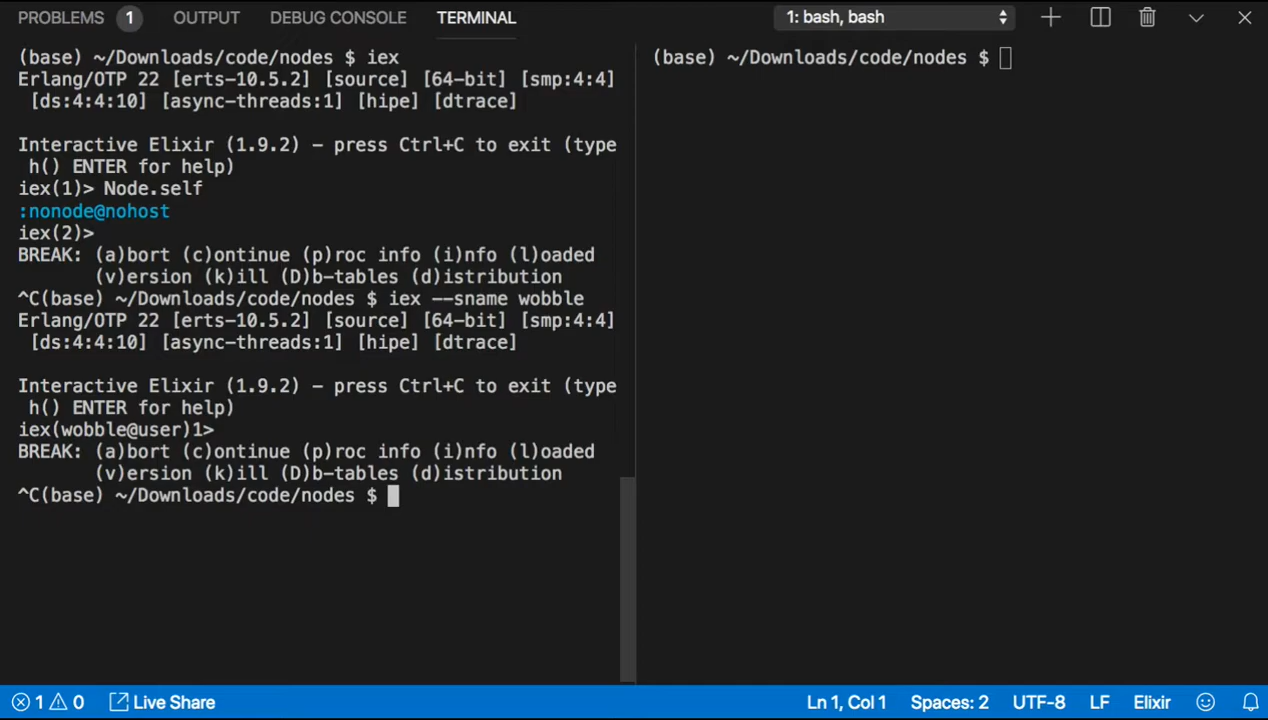 PROBLEMS 1 OUTPUT DEBUG CONSOLE TERMINAL 1: bash, bash
(base) ~/Downloads/code/nodes $ iex
Erlang/OTP 22 [erts-10.5.2] [source] [64-bit] [smp:4:4]
[ds:4:4:10] [async-threads:1] [hipe] [dtrace]
Interactive Elixir (1.9.2) - press Ctrl+C to exit (type
h() ENTER for help)
iex(1)> Node.self
:nonode@nohost
iex(2)>
BREAK: (a)bort (c)ontinue (p)roc info (i)nfo (l)oaded
(v)ersion (k)ill (D)b-tables (d)istribution
^C(base) ~/Downloads/code/nodes $ iex --sname wobble
Erlang/OTP 22 [erts-10.5.2] [source] [64-bit] [smp:4:4]
[ds:4:4:10] [async-threads:1] [hipe] [dtrace]
Interactive Elixir (1.9.2) - press Ctrl+C to exit (type
h() ENTER for help)
iex(wobble@user)1>
BREAK: (a)bort (c)ontinue (p)roc info (i)nfo (l)oaded
(v)ersion (k)ill (D)b-tables (d)istribution
^C(base) ~/Downloads/code/nodes $
(base) ~/Downloads/code/nodes $
1 0 Live Share Ln 1, Col 1 Spaces: 2 UTF-8 LF Elixir